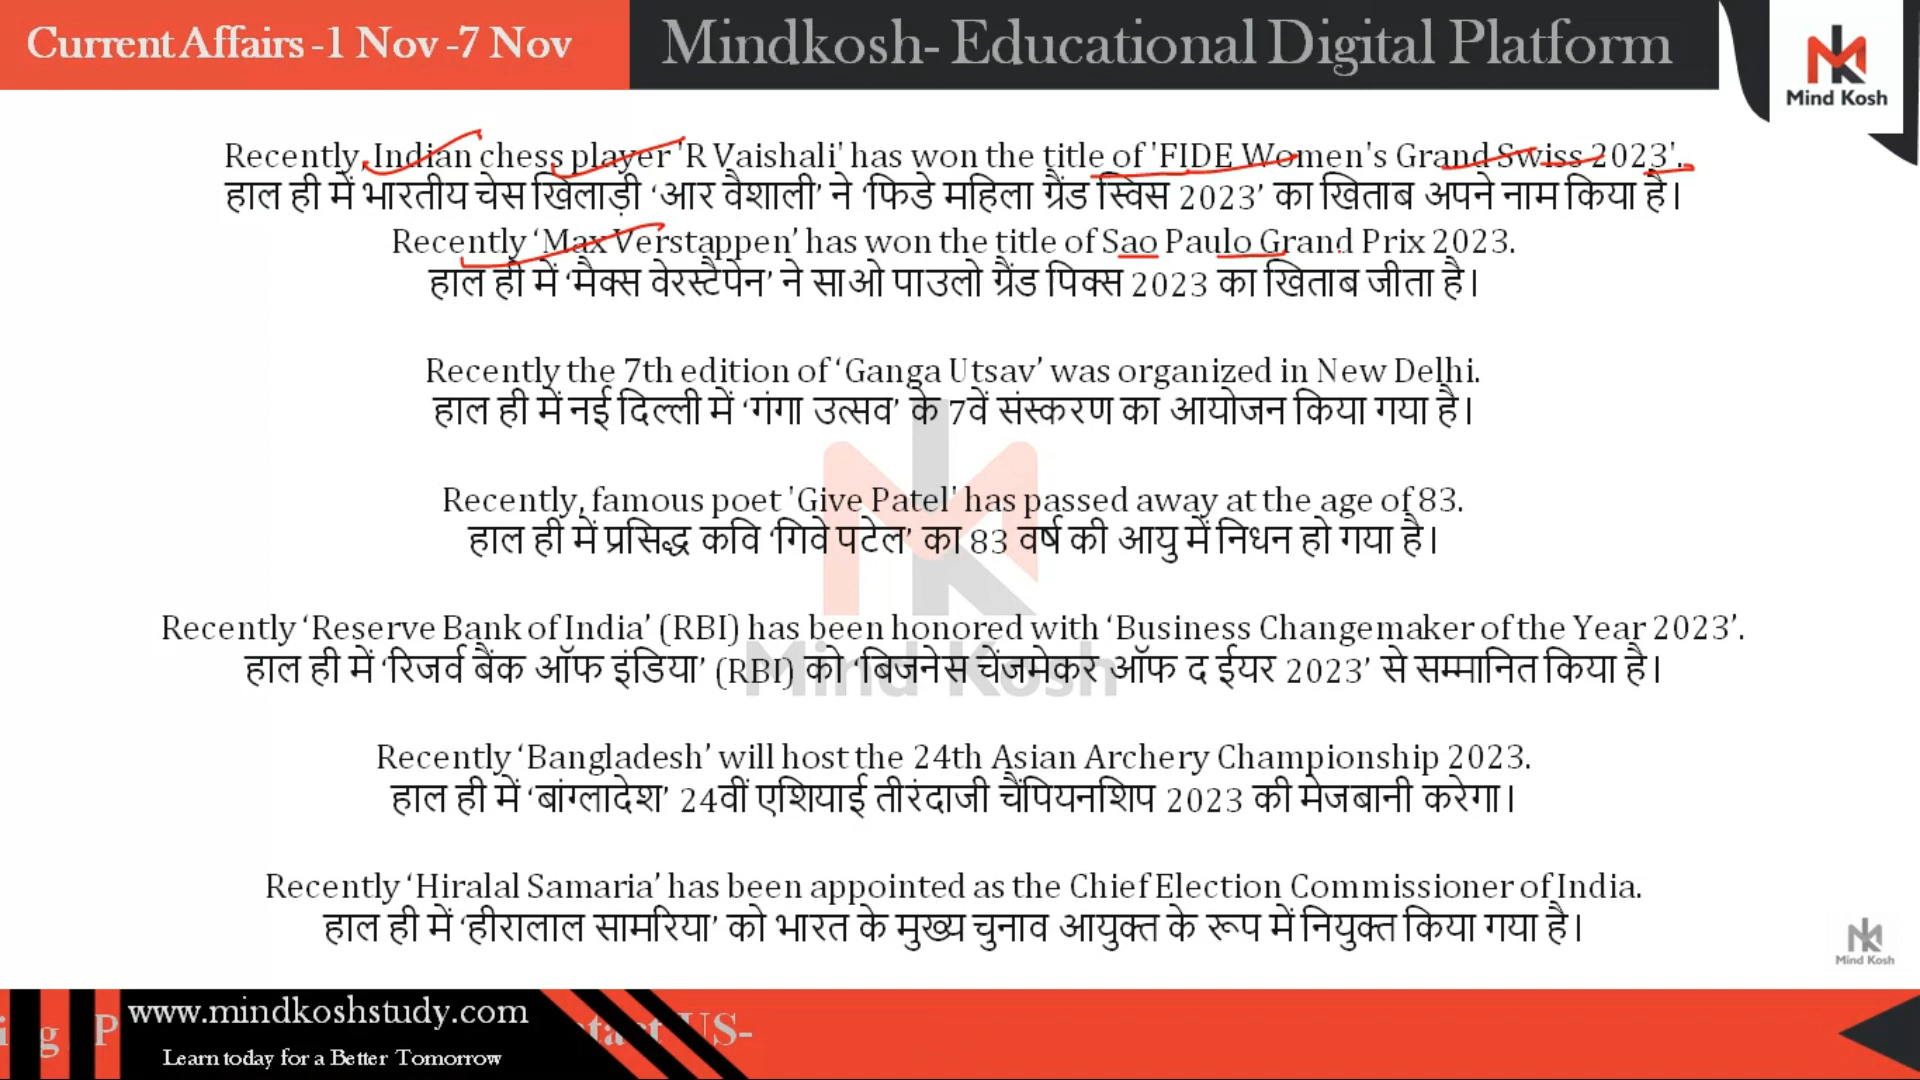 Current Affairs -1 Nov -7 Nov
Mindkosh- Educational Digital Platform
Mind Kosh
Recently, Indian chess player 'R Vaishali' has won the title of 'FIDE Women's Grand Swiss 2023'.
हाल ही में भारतीय चेस खिलाड़ी ‘आर वैशाली’ ने ‘फिडे महिला ग्रैंड स्विस 2023’ का खिताब अपने नाम किया है।
Recently ‘Max Verstappen’ has won the title of Sao Paulo Grand Prix 2023.
हाल ही में ‘मैक्स वेरस्टैपेन’ ने साओ पाउलो ग्रैंड पिक्स 2023 का खिताब जीता है।
Recently the 7th edition of ‘Ganga Utsav’ was organized in New Delhi.
हाल ही में नई दिल्ली में ‘गंगा उत्सव’ के 7वें संस्करण का आयोजन किया गया है।
Recently, famous poet 'Give Patel' has passed away at the age of 83.
हाल ही में प्रसिद्ध कवि ‘गिवे पटेल’ का 83 वर्ष की आयु में निधन हो गया है।
Recently ‘Reserve Bank of India’ (RBI) has been honored with ‘Business Changemaker of the Year 2023’.
हाल ही में ‘रिजर्व बैंक ऑफ इंडिया’ (RBI) को ‘बिजनेस चेंजमेकर ऑफ द ईयर 2023’ से सम्मानित किया है।
Mind Kosh
Recently ‘Bangladesh’ will host the 24th Asian Archery Championship 2023.
हाल ही में ‘बांग्लादेश’ 24वीं एशियाई तीरंदाजी चैंपियनशिप 2023 की मेजबानी करेगा।
Recently ‘Hiralal Samaria’ has been appointed as the Chief Election Commissioner of India.
हाल ही में ‘हीरालाल सामरिया’ को भारत के मुख्य चुनाव आयुक्त के रूप में नियुक्त किया गया है।
Mind Kosh
www.mindkoshstudy.com
US-
Learn today for a Better Tomorrow